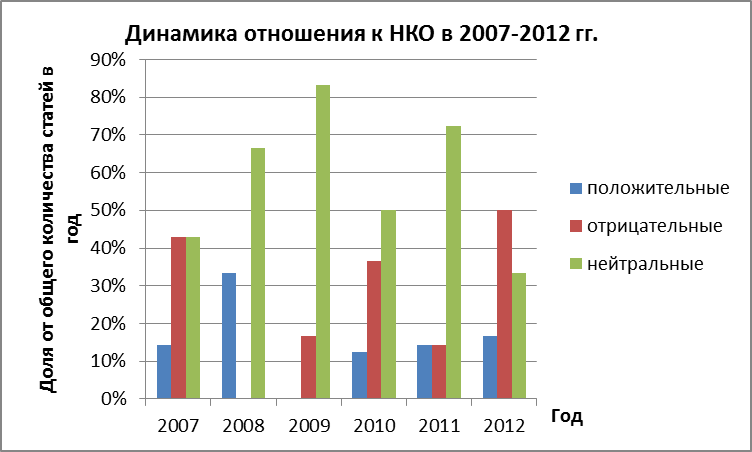 Динамика отношения к НКО в 2007-2012 гг.
Доля от общего количества статей в
год
90%
80%
70%
60%
50%
40%
30%
20%
10%
0%
2007 2008 2009 2010 2011 2012
Год
положительные
отрицательные
нейтральные